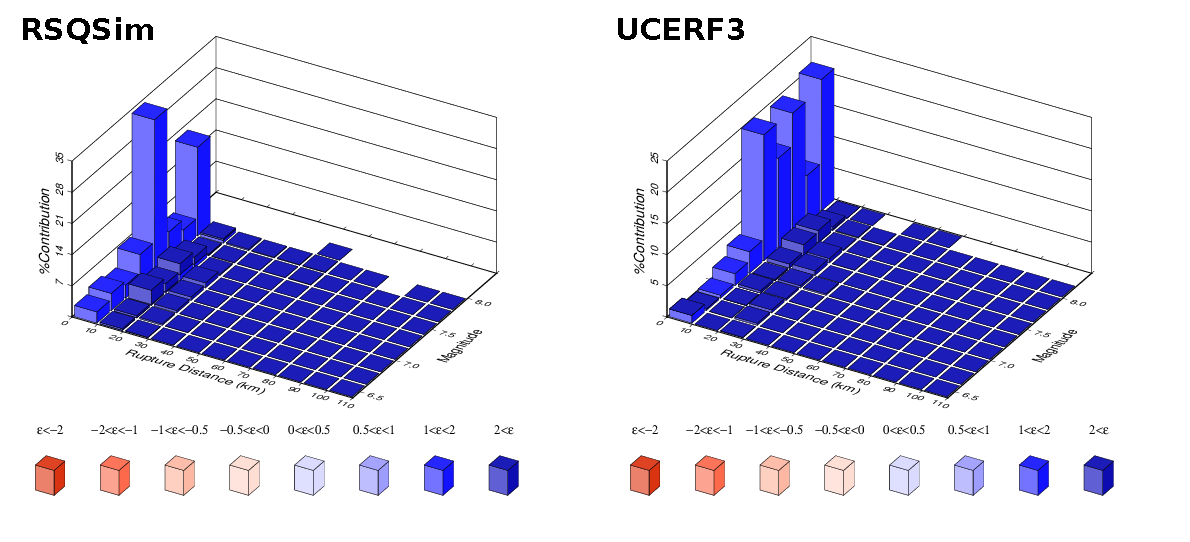 RSQSim
%Contribution
35
28
21
14
7
0
10
20
30
40
50
60
70
80
90
100
110
Rupture Distance (km)
6.5
7.0
7.5
8.0
Magnitude
ε<−2
−2<ε<−1
−1<ε<−0.5
−0.5<ε<0
0<ε<0.5
0.5<ε<1
1<ε<2
2<ε
UCERF3
%Contribution
25
20
15
10
5
0
10
20
30
40
50
60
70
80
90
100
110
Rupture Distance (km)
6.5
7.0
7.5
8.0
Magnitude
ε<−2
−2<ε<−1
−1<ε<−0.5
−0.5<ε<0
0<ε<0.5
0.5<ε<1
1<ε<2
2<ε